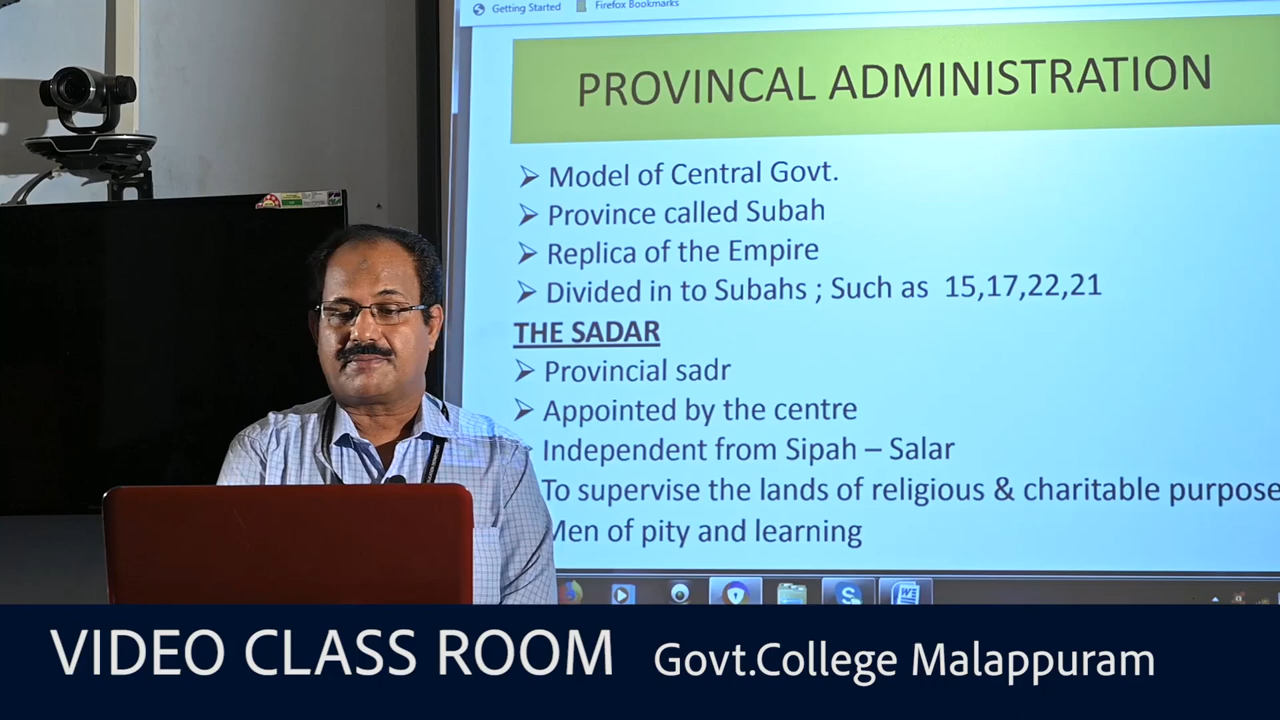 Getting Started Firefox Bookmarks
PROVINCAL ADMINISTRATION
Model of Central Govt.
Province called Subah
Replica of the Empire
Divided in to Subahs ; Such as 15,17,22,21
THE SADAR
Provincial sadr
Appointed by the centre
Independent from Sipah – Salar
To supervise the lands of religious & charitable purpose
Men of pity and learning
VIDEO CLASS ROOM Govt.College Malappuram